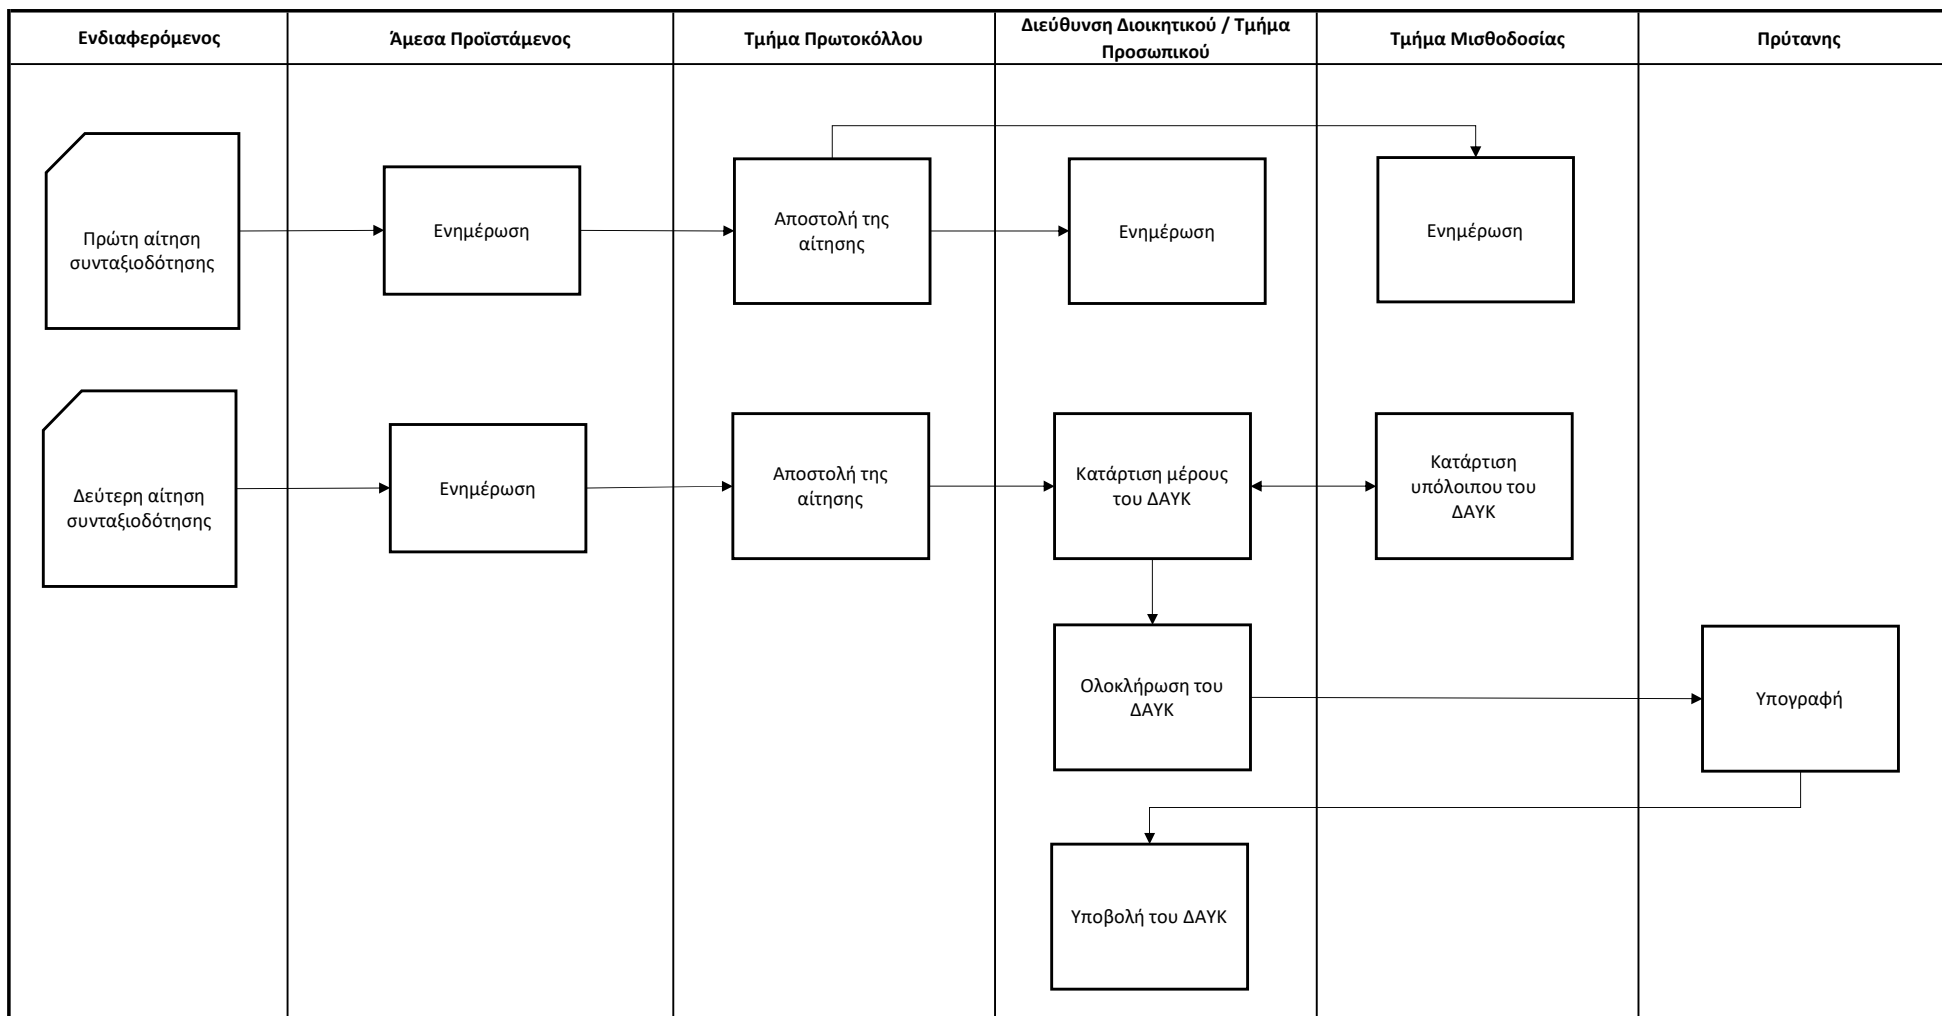 Ενδιαφερόμενος
Άμεσα Προϊστάμενος
Τμήμα Πρωτοκόλλου
Διεύθυνση Διοικητικού / Τμήμα
Προσωπικού
Τμήμα Μισθοδοσίας
Πρύτανης
Πρώτη αίτηση
συνταξιοδότησης
Ενημέρωση
Αποστολή της
αίτησης
Ενημέρωση
Ενημέρωση
Δεύτερη αίτηση
συνταξιοδότησης
Ενημέρωση
Αποστολή της
αίτησης
Κατάρτιση μέρους
του ΔΑΥΚ
Κατάρτιση
υπόλοιπου του
ΔΑΥΚ
Ολοκλήρωση του
ΔΑΥΚ
Υπογραφή
Υποβολή του ΔΑΥΚ